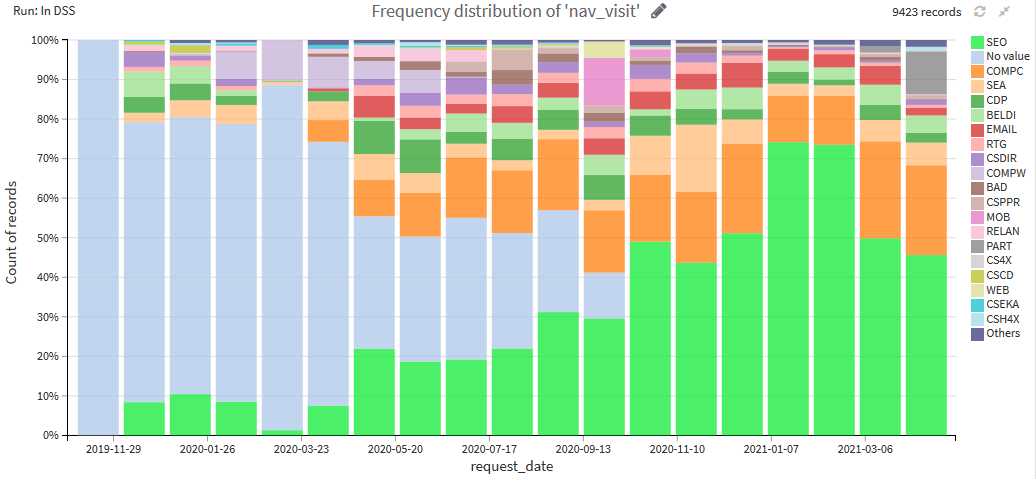 Run: In DSS
Frequency distribution of 'nav_visit'
9423 records
100%
90%
80%
70%
60%
50%
40%
30%
20%
10%
0%
Count of records
2019-11-29
2020-01-26
2020-03-23
2020-05-20
2020-07-17
2020-09-13
2020-11-10
2021-01-07
2021-03-06
request_date
SEO
No value
COMPC
SEA
CDP
BELDI
EMAIL
RTG
CSDIR
COMPW
BAD
CSPPR
MOB
RELAN
PART
CS4X
CSCD
WEB
CSEKA
CSH4X
Others